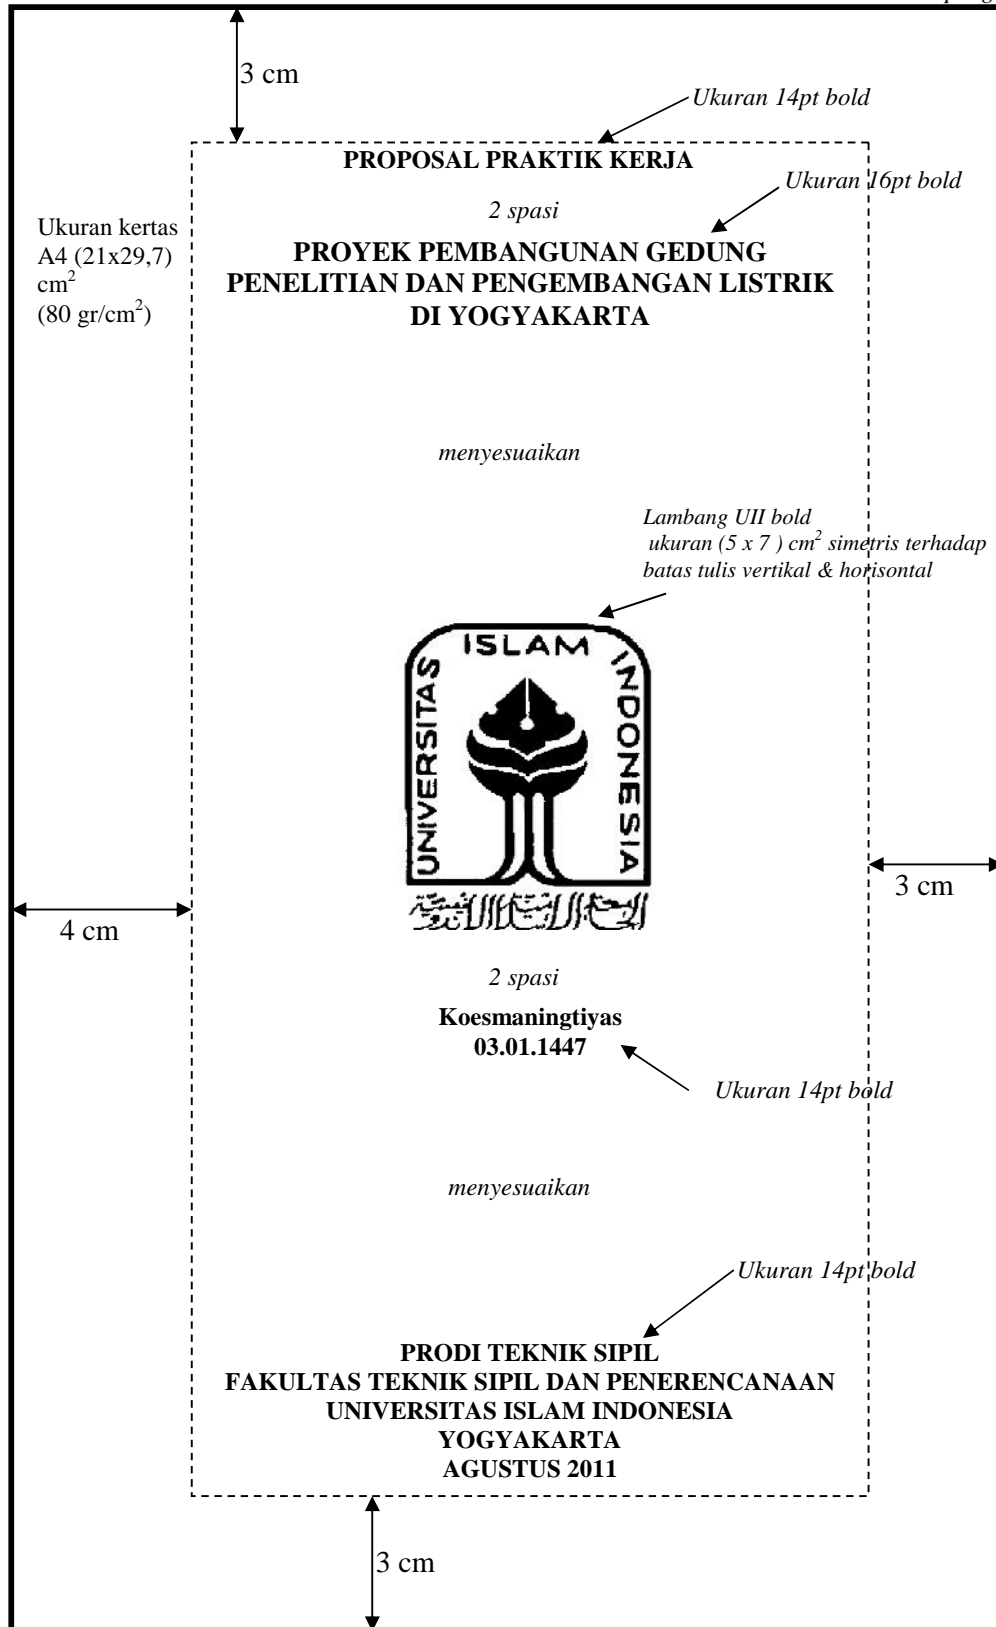 3 cm
Ukuran 14pt bold
PROPOSAL PRAKTIK KERJA
Ukuran 16pt bold
2 spasi
Ukuran kertas
A4 (21x29,7)
cm²
(80 gr/cm²)
PROYEK PEMBANGUNAN GEDUNG
PENELITIAN DAN PENGEMBANGAN LISTRIK
DI YOGYAKARTA
menyesuaikan
Lambang UII bold
ukuran (5 x 7 ) cm² simetris terhadap
batas tulis vertikal & horisontal
UNIVERSITAS ISLAM INDONESIA
3 cm
4 cm
2 spasi
Koesmaningtiyas
03.01.1447
Ukuran 14pt bold
menyesuaikan
Ukuran 14pt bold
PRODI TEKNIK SIPIL
FAKULTAS TEKNIK SIPIL DAN PENERENCANAAN
UNIVERSITAS ISLAM INDONESIA
YOGYAKARTA
AGUSTUS 2011
3 cm